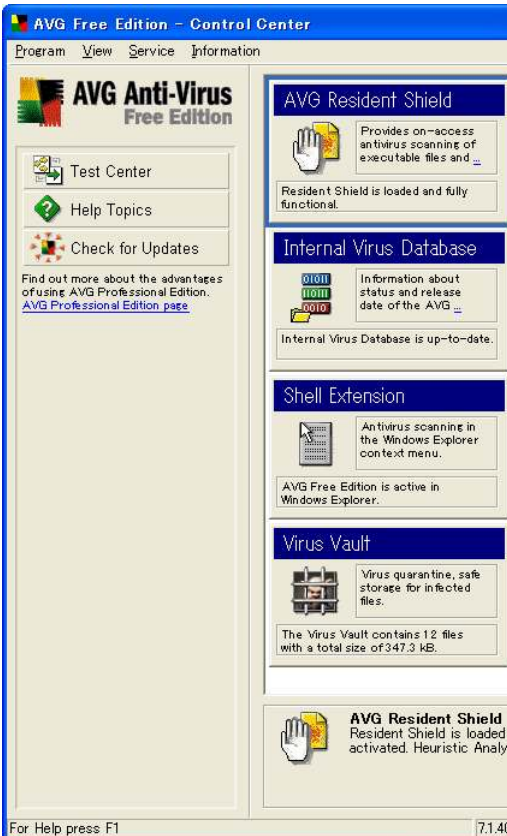 AVG Free Edition - Control Center
Program View Service Information
AVG Anti-Virus
Free Edition
Test Center
Help Topics
Check for Updates
Find out more about the advantages
of using AVG Professional Edition.
AVG Professional Edition page
AVG Resident Shield
Provides on-access
antivirus scanning of
executable files and ...
Resident Shield is loaded and fully
functional.
Internal Virus Database
01011
11011
0010
Information about
status and release
date of the AVG ...
Internal Virus Database is up-to-date.
Shell Extension
Antivirus scanning in
the Windows Explorer
context menu.
AVG Free Edition is active in
Windows Explorer.
Virus Vault
Virus quarantine, safe
storage for infected
files.
The Virus Vault contains 12 files
with a total size of 347.3 kB.
AVG Resident Shield
Resident Shield is loaded
activated. Heuristic Analy
For Help press F1
7.1.40